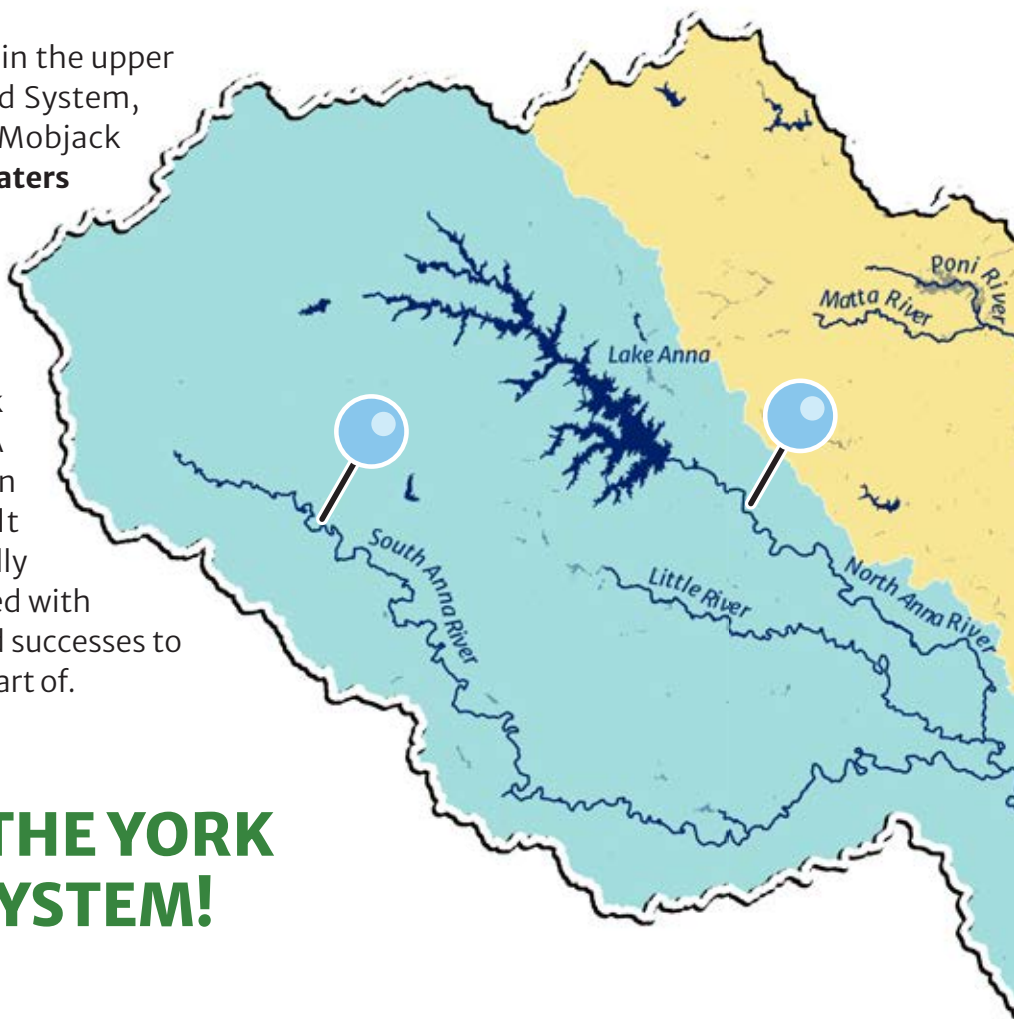 in the upper
d System,
Mobjack
aters
k
A
n
lt
lly
ed with
l successes to
art of.
THE YORK
YSTEM!
Poni River
Matta River
Lake Anna
South Anna River
Little River
North Anna River